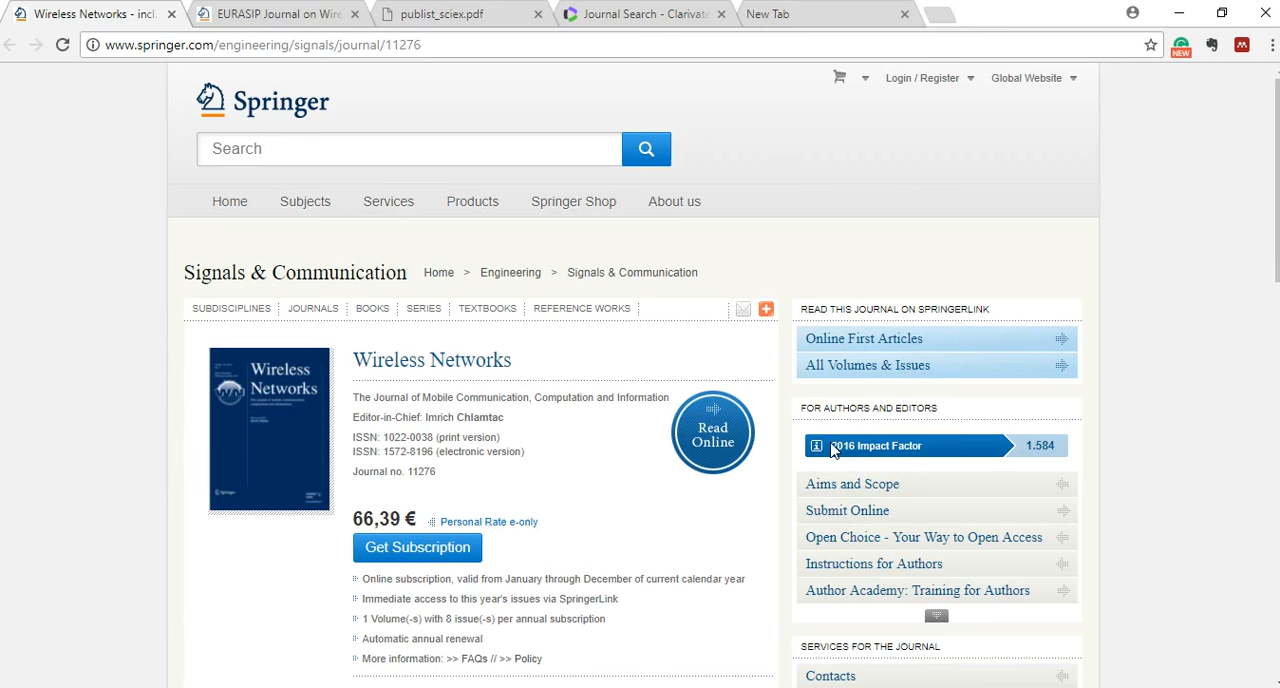 Wireless Networks - incl.
EURASIP Journal on Wire
publist_sciex.pdf
Journal Search - Clarivate
New Tab
www.springer.com/engineering/signals/journal/11276
NEW
Springer
Login / Register
Global Website
Search
Home
Subjects
Services
Products
Springer Shop
About us
Signals & Communication
Home > Engineering > Signals & Communication
SUBDISCIPLINES
JOURNALS
BOOKS
SERIES
TEXTBOOKS
REFERENCE WORKS
Wireless
Networks
Springer
Wireless Networks
The Journal of Mobile Communication, Computation and Information
Editor-in-Chief: Imrich Chlamtac
ISSN: 1022-0038 (print version)
ISSN: 1572-8196 (electronic version)
Journal no. 11276
Read
Online
66,39 € Personal Rate e-only
Get Subscription
Online subscription, valid from January through December of current calendar year
Immediate access to this year's issues via SpringerLink
1 Volume(-s) with 8 issue(-s) per annual subscription
Automatic annual renewal
More information: >> FAQs // >> Policy
READ THIS JOURNAL ON SPRINGERLINK
Online First Articles
All Volumes & Issues
FOR AUTHORS AND EDITORS
2016 Impact Factor 1.584
Aims and Scope
Submit Online
Open Choice - Your Way to Open Access
Instructions for Authors
Author Academy: Training for Authors
SERVICES FOR THE JOURNAL
Contacts